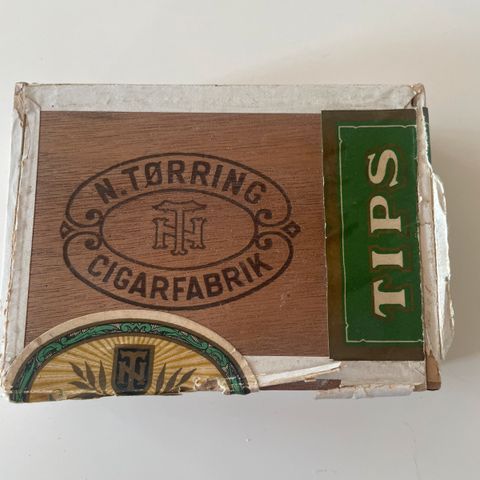 N. TØRRING
CIGARFABRIK
TIPS